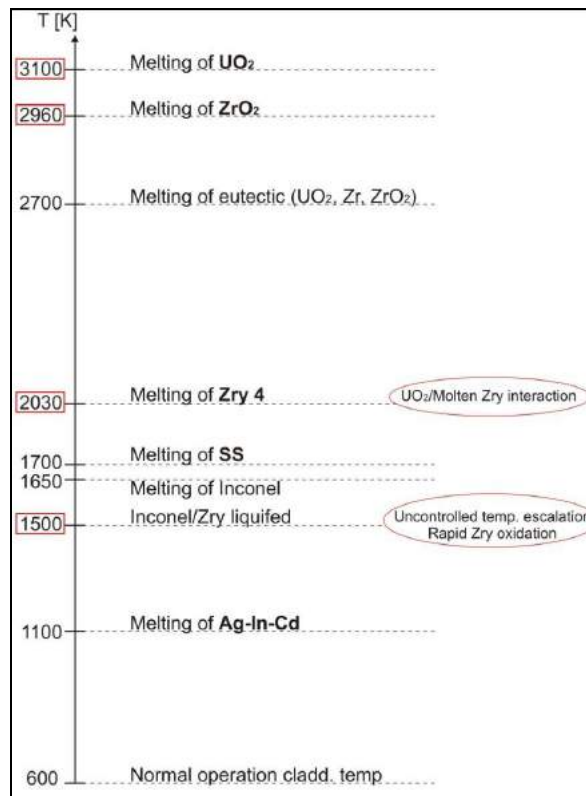 T [K]
3100 Melting of UO₂
2960 Melting of ZrO₂
2700 Melting of eutectic (UO₂, Zr, ZrO₂)
2030 Melting of Zry 4 UO₂/Molten Zry interaction
1700 Melting of SS
1650 Melting of Inconel
1500 Inconel/Zry liquifed Uncontrolled temp. escalation
Rapid Zry oxidation
1100 Melting of Ag-In-Cd
600 Normal operation cladd. temp